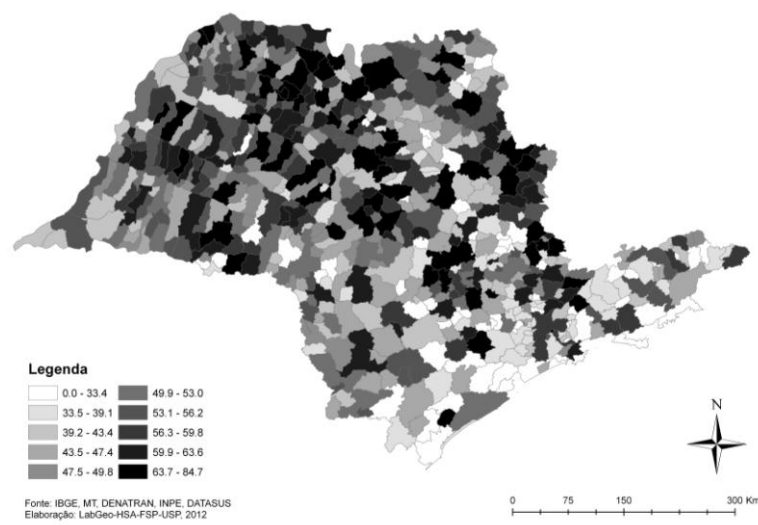 Legenda
0.0 - 33.4
33.5 - 39.1
39.2 - 43.4
43.5 - 47.4
47.5 - 49.8
49.9 - 53.0
53.1 - 56.2
56.3 - 59.8
59.9 - 63.6
63.7 - 84.7
Fonte: IBGE, MT, DENATRAN, INPE, DATASUS
Elaboração: LabGeo-HSA-FSP-USP, 2012
N
0 75 150 300 Km